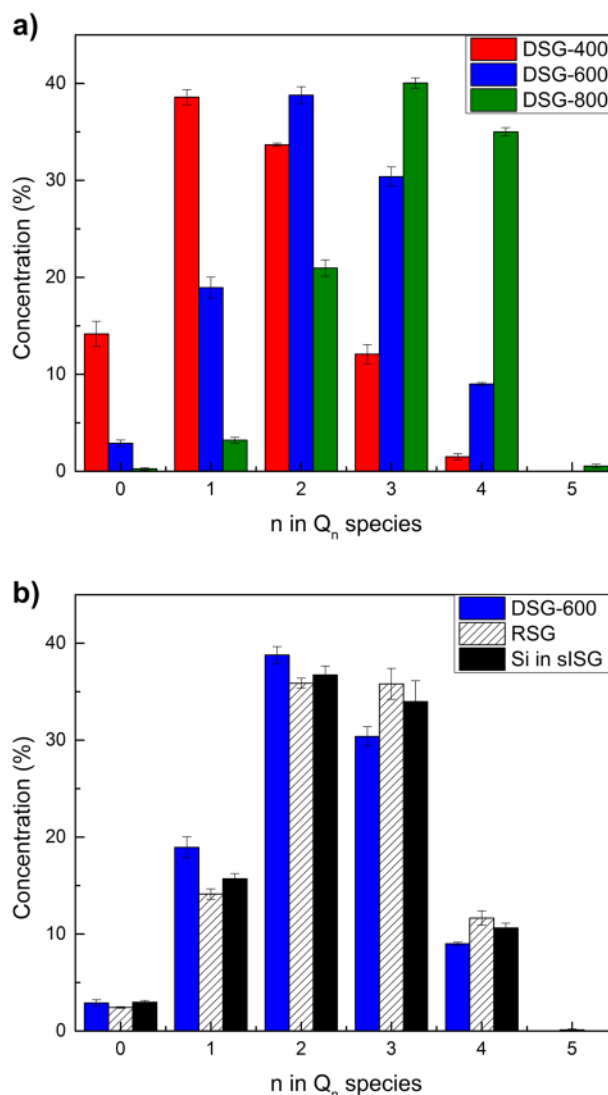 a)
DSG-400
DSG-600
DSG-800
Concentration (%)
40
30
20
10
0
0 1 2 3 4 5
n in Qn species
b)
DSG-600
RSG
Si in sISG
Concentration (%)
40
30
20
10
0
0 1 2 3 4 5
n in Qn species